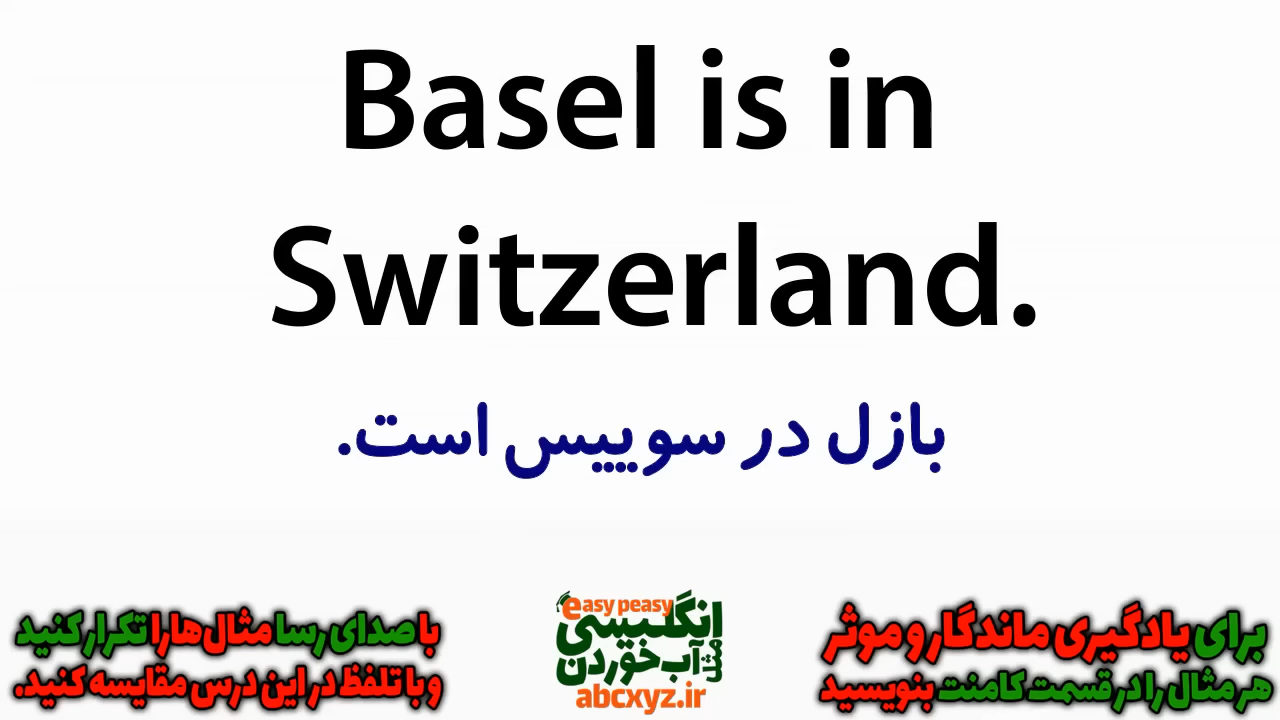 Basel is in
Switzerland.
بازل در سوییس است.
با صدای رسا مثال‌ها را تکرار کنید
و با تلفظ در این درس مقایسه کنید.
easy peasy
انگلیسی
مثل آب خوردن
abcxyz.ir
برای یادگیری ماندگار و موثر
هر مثال را در قسمت کامنت بنویسید